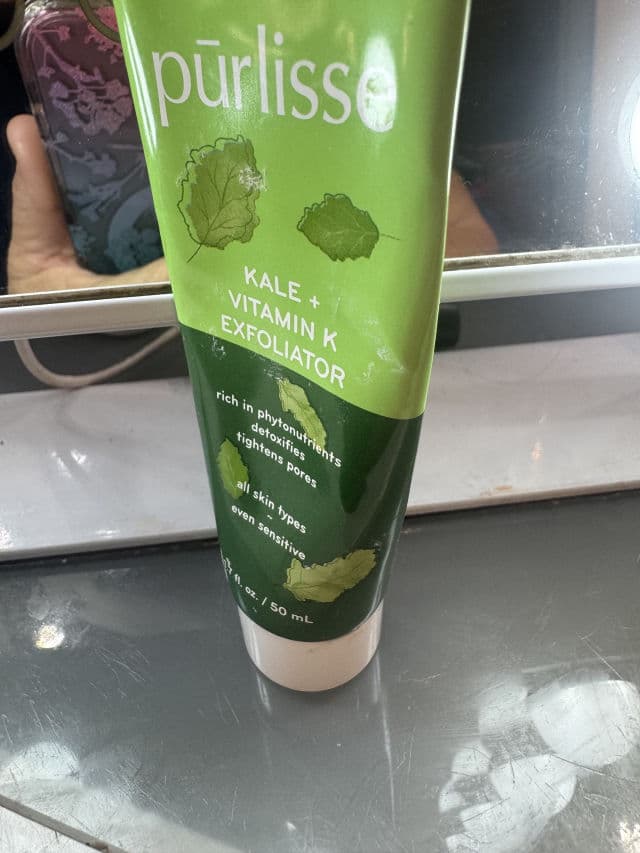 pūrlisse
KALE +
VITAMIN K
EXFOLIATOR
rich in phytonutrients
detoxifies
tightens pores
all skin types
~
even sensitive
7 fl. oz. / 50 mL